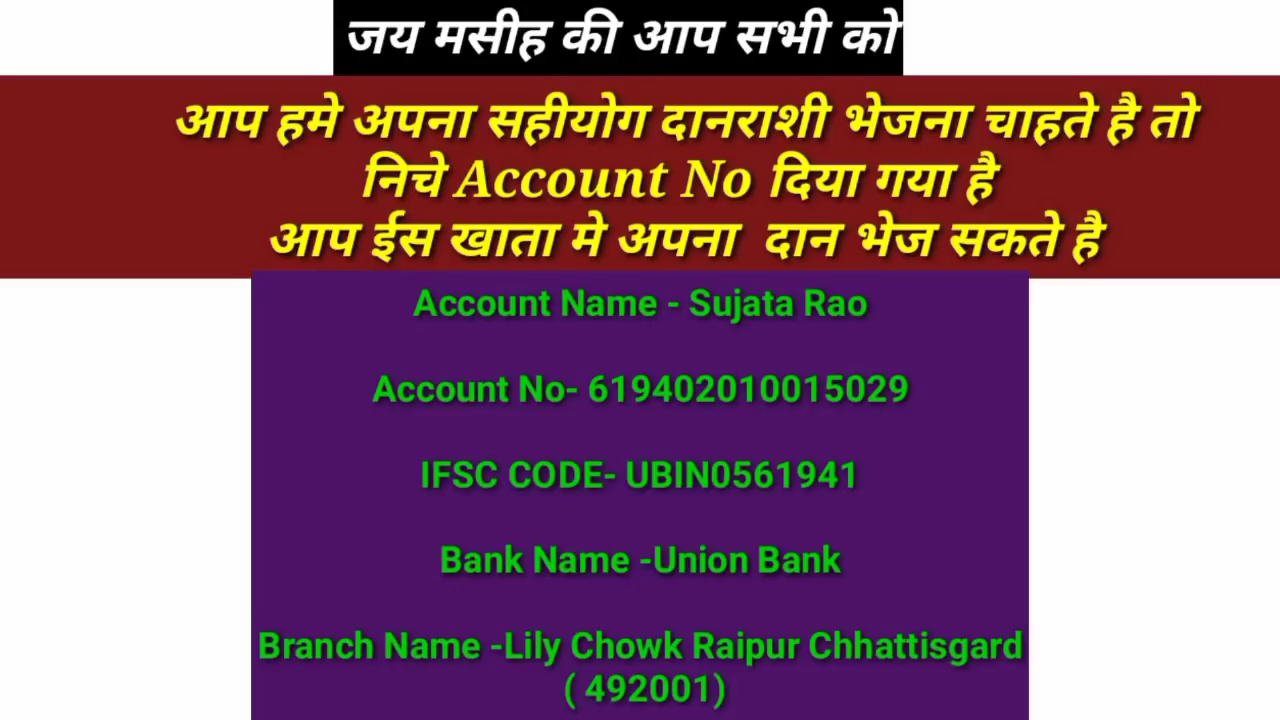 जय मसीह की आप सभी को
आप हमे अपना सहीयोग दानराशी भेजना चाहते है तो
निचे Account No दिया गया है
आप ईस खाता मे अपना दान भेज सकते है
Account Name - Sujata Rao
Account No- 619402010015029
IFSC CODE- UBIN0561941
Bank Name -Union Bank
Branch Name -Lily Chowk Raipur Chhattisgard
( 492001)